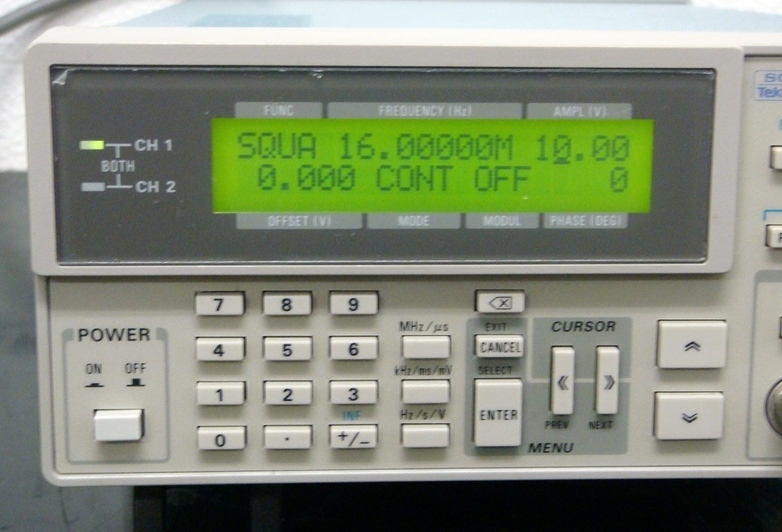 FUNC FREQUENCY (Hz) AMPL (V)
SQUA 16.00000M 10.00
0.000 CONT OFF 0
OFFSET (V) MODE MODUL PHASE (DEG)
CH 1
BOTH
CH 2
POWER
ON OFF
7 8 9
4 5 6
1 2 3
INF
0 . +/−
MHz/µs
kHz/ms/mV
Hz/s/V
EXIT
CANCEL
SELECT
ENTER
CURSOR
PREV NEXT
MENU